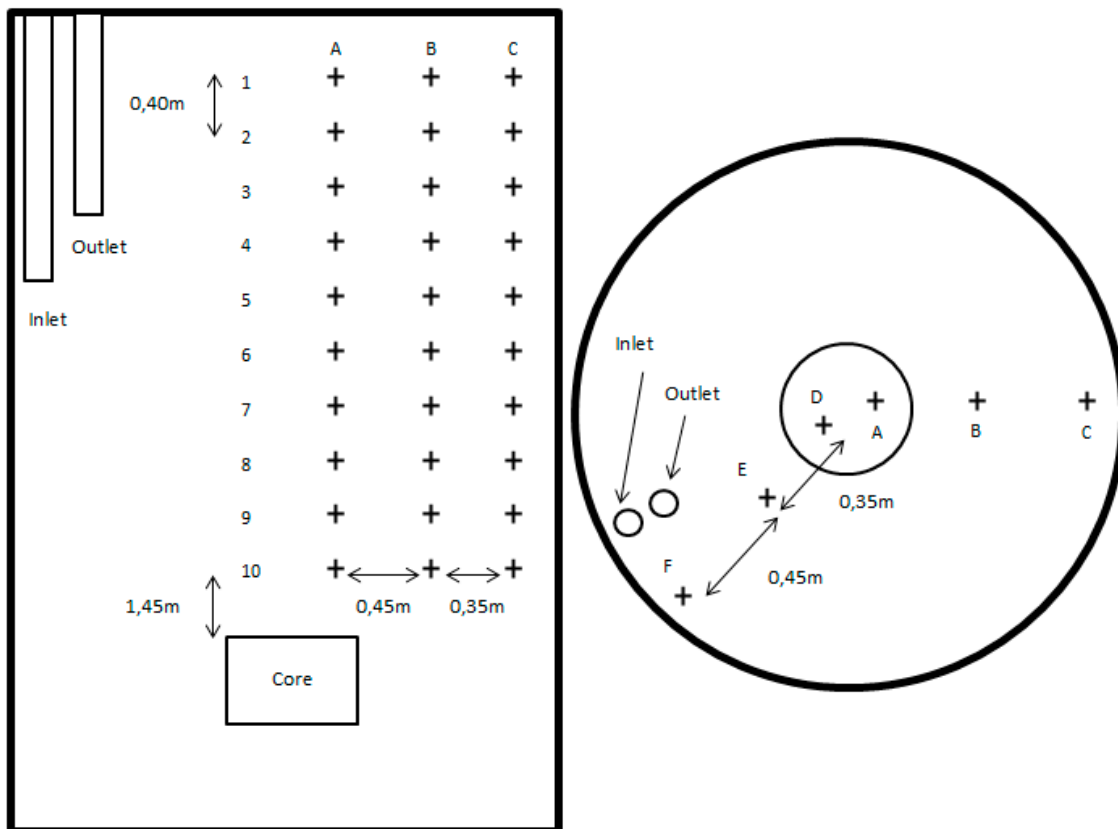 A B C
1
0,40m
2
3
4
Outlet
5
Inlet
6
7
8
9
10
1,45m
0,45m 0,35m
Core
Inlet
Outlet
D
A B C
E
0,35m
F
0,45m